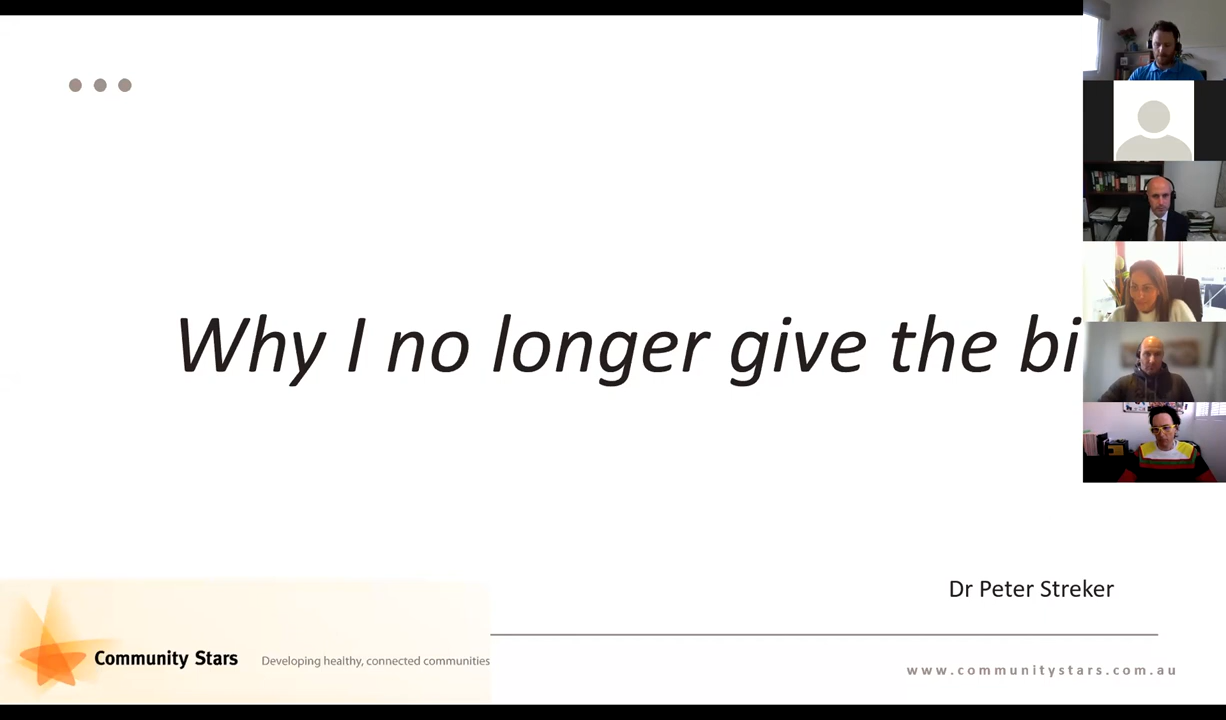 Why I no longer give the bi
Dr Peter Streker
Community Stars
Developing healthy, connected communities
www.communitystars.com.au